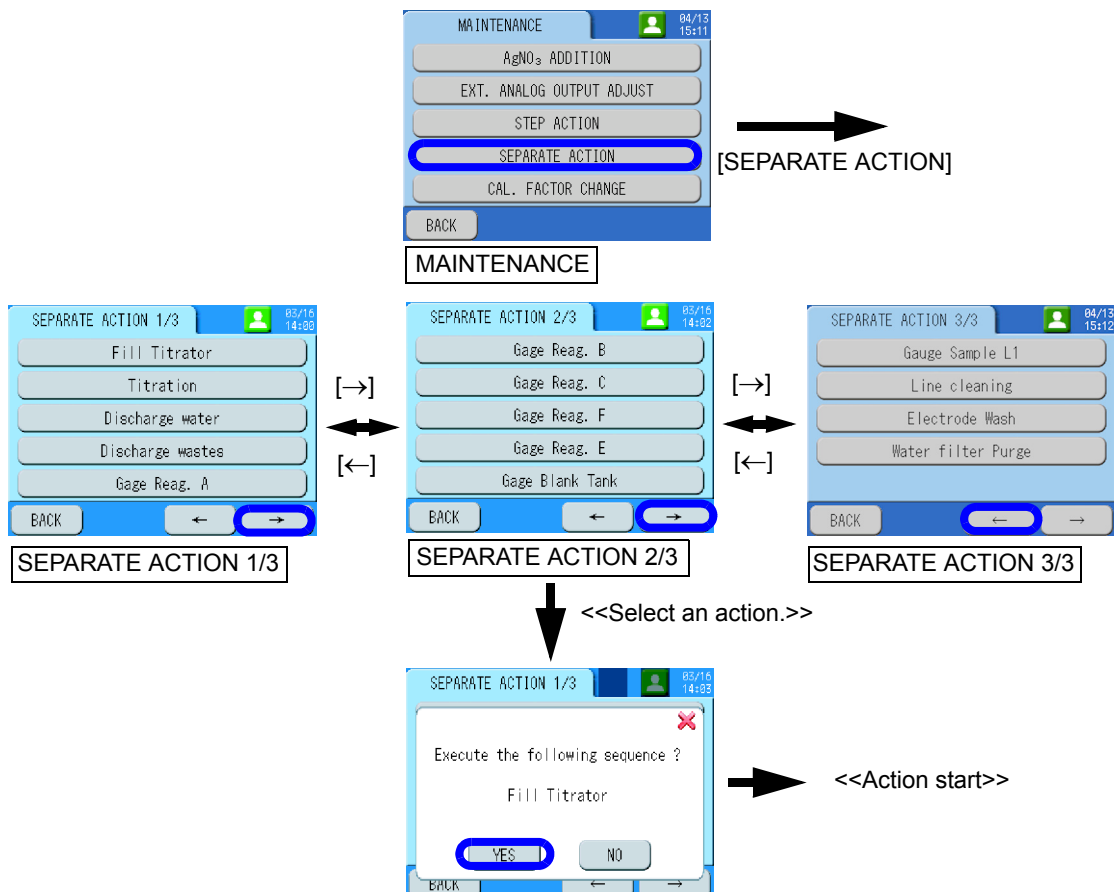 MAINTENANCE
04/13
15:11
AgNO₃ ADDITION
EXT. ANALOG OUTPUT ADJUST
STEP ACTION
SEPARATE ACTION
CAL. FACTOR CHANGE
BACK
[SEPARATE ACTION]
MAINTENANCE
SEPARATE ACTION 1/3
03/16
14:00
Fill Titrator
Titration
Discharge water
Discharge wastes
Gage Reag. A
BACK
←
→
SEPARATE ACTION 1/3
[→]
[←]
SEPARATE ACTION 2/3
03/16
14:02
Gage Reag. B
Gage Reag. C
Gage Reag. F
Gage Reag. E
Gage Blank Tank
BACK
←
→
SEPARATE ACTION 2/3
[→]
[←]
SEPARATE ACTION 3/3
04/13
15:12
Gauge Sample L1
Line cleaning
Electrode Wash
Water filter Purge
BACK
←
→
SEPARATE ACTION 3/3
<<Select an action.>>
SEPARATE ACTION 1/3
03/16
14:03
Execute the following sequence ?
Fill Titrator
YES
NO
BACK
←
→
<<Action start>>